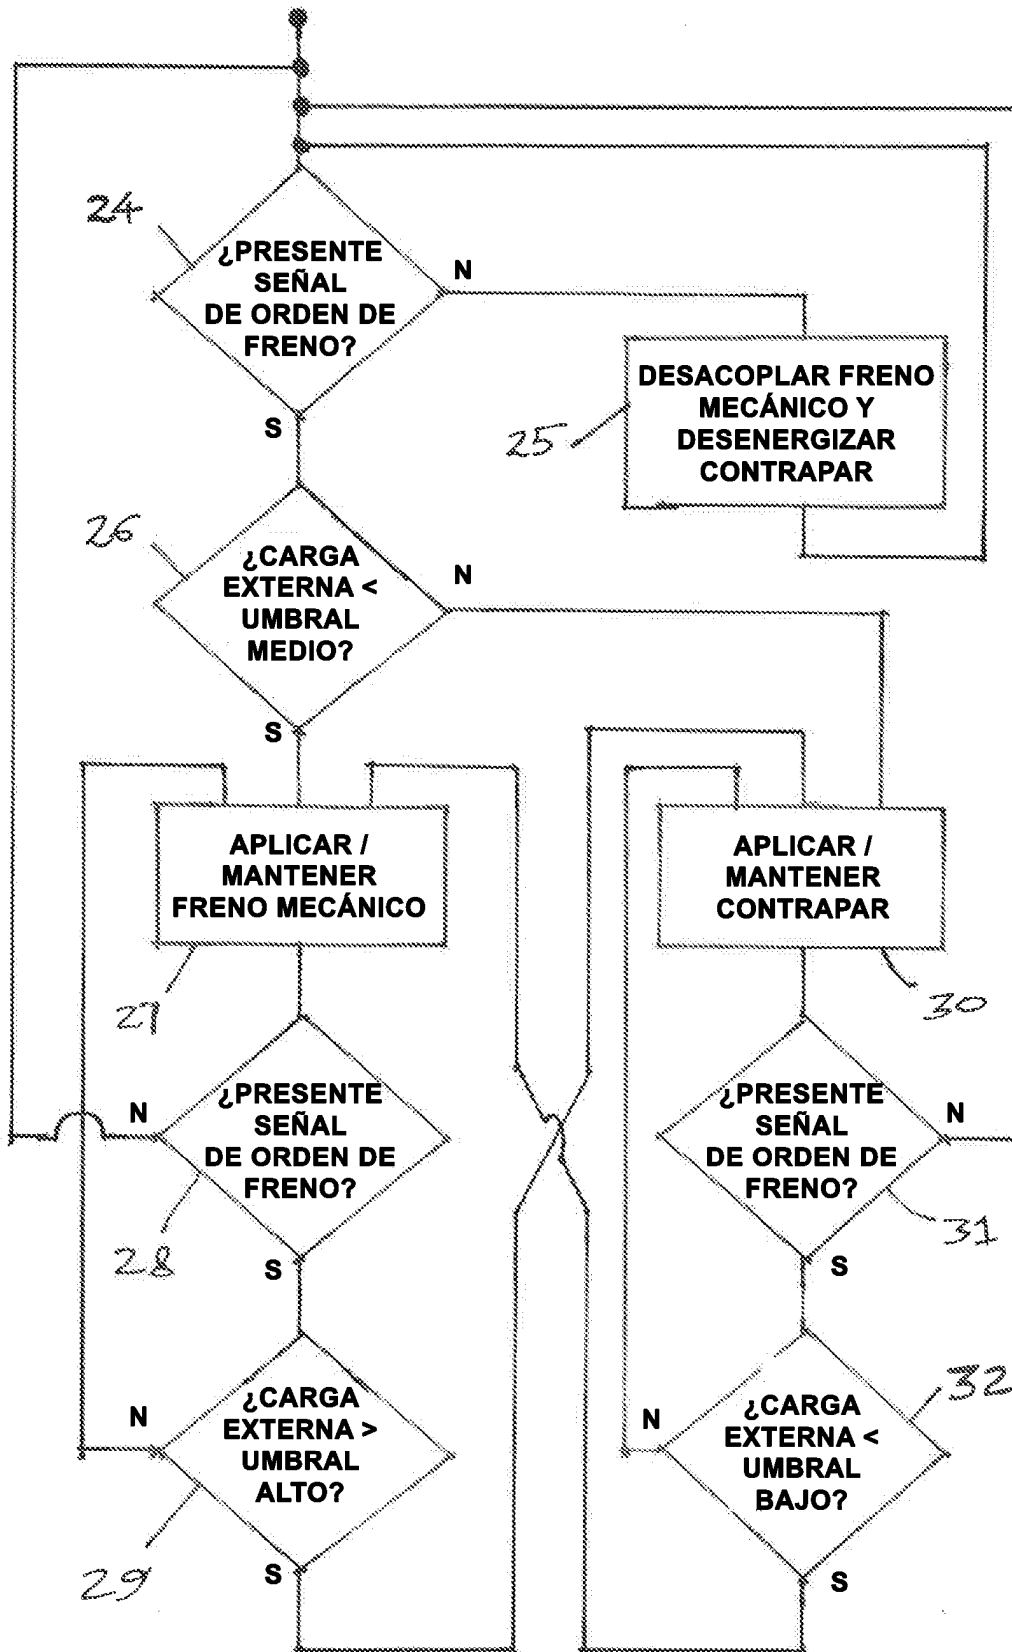 24
¿PRESENTE
SEÑAL
DE ORDEN DE
FRENO?
N
S
25
DESACOPLAR FRENO
MECÁNICO Y
DESENERGIZAR
CONTRAPAR
26
¿CARGA
EXTERNA <
UMBRAL
MEDIO?
N
S
APLICAR /
MANTENER
FRENO MECÁNICO
27
APLICAR /
MANTENER
CONTRAPAR
30
N
¿PRESENTE
SEÑAL
DE ORDEN DE
FRENO?
28
S
¿PRESENTE
SEÑAL
DE ORDEN DE
FRENO?
N
31
S
N
¿CARGA
EXTERNA >
UMBRAL
ALTO?
29
S
N
¿CARGA
EXTERNA <
UMBRAL
BAJO?
32
S